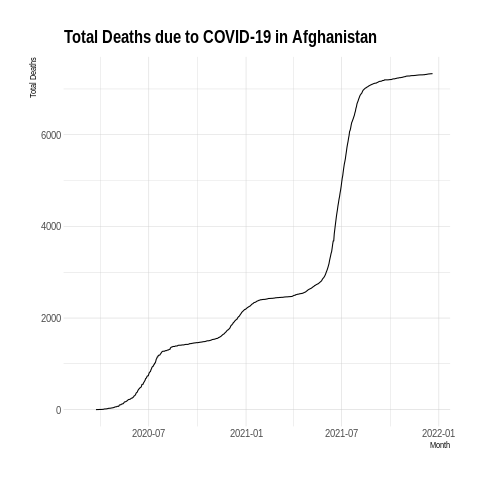 Total Deaths due to COVID-19 in Afghanistan
Total Deaths
6000
4000
2000
0
2020-07 2021-01 2021-07 2022-01
Month